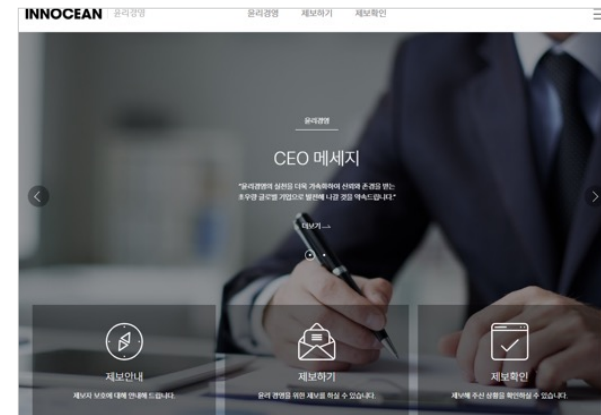 INNOCEAN 윤리경영
윤리경영 제보하기 제보확인
윤리경영
CEO 메세지
"윤리경영의 실천을 더욱 가속화하여 신뢰와 존경을 받는
초우량 글로벌 기업으로 발전해 나갈 것을 약속드립니다."
더보기
제보안내
제보자 보호에 대해 안내해 드립니다.
제보하기
윤리 경영을 위한 제보를 하실 수 있습니다.
제보확인
제보해 주신 상황을 확인하실 수 있습니다.